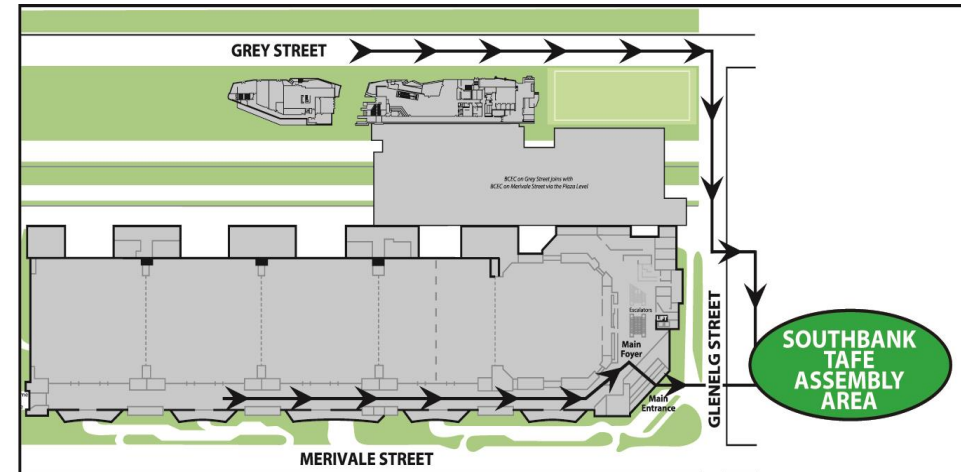 GREY STREET
BCEC on Grey Street joins with
BCEC on Merivale Street via the Plaza Level
Escalators
Main
Foyer
Main
Entrance
GLENELG STREET
SOUTHBANK
TAFE
ASSEMBLY
AREA
MERIVALE STREET